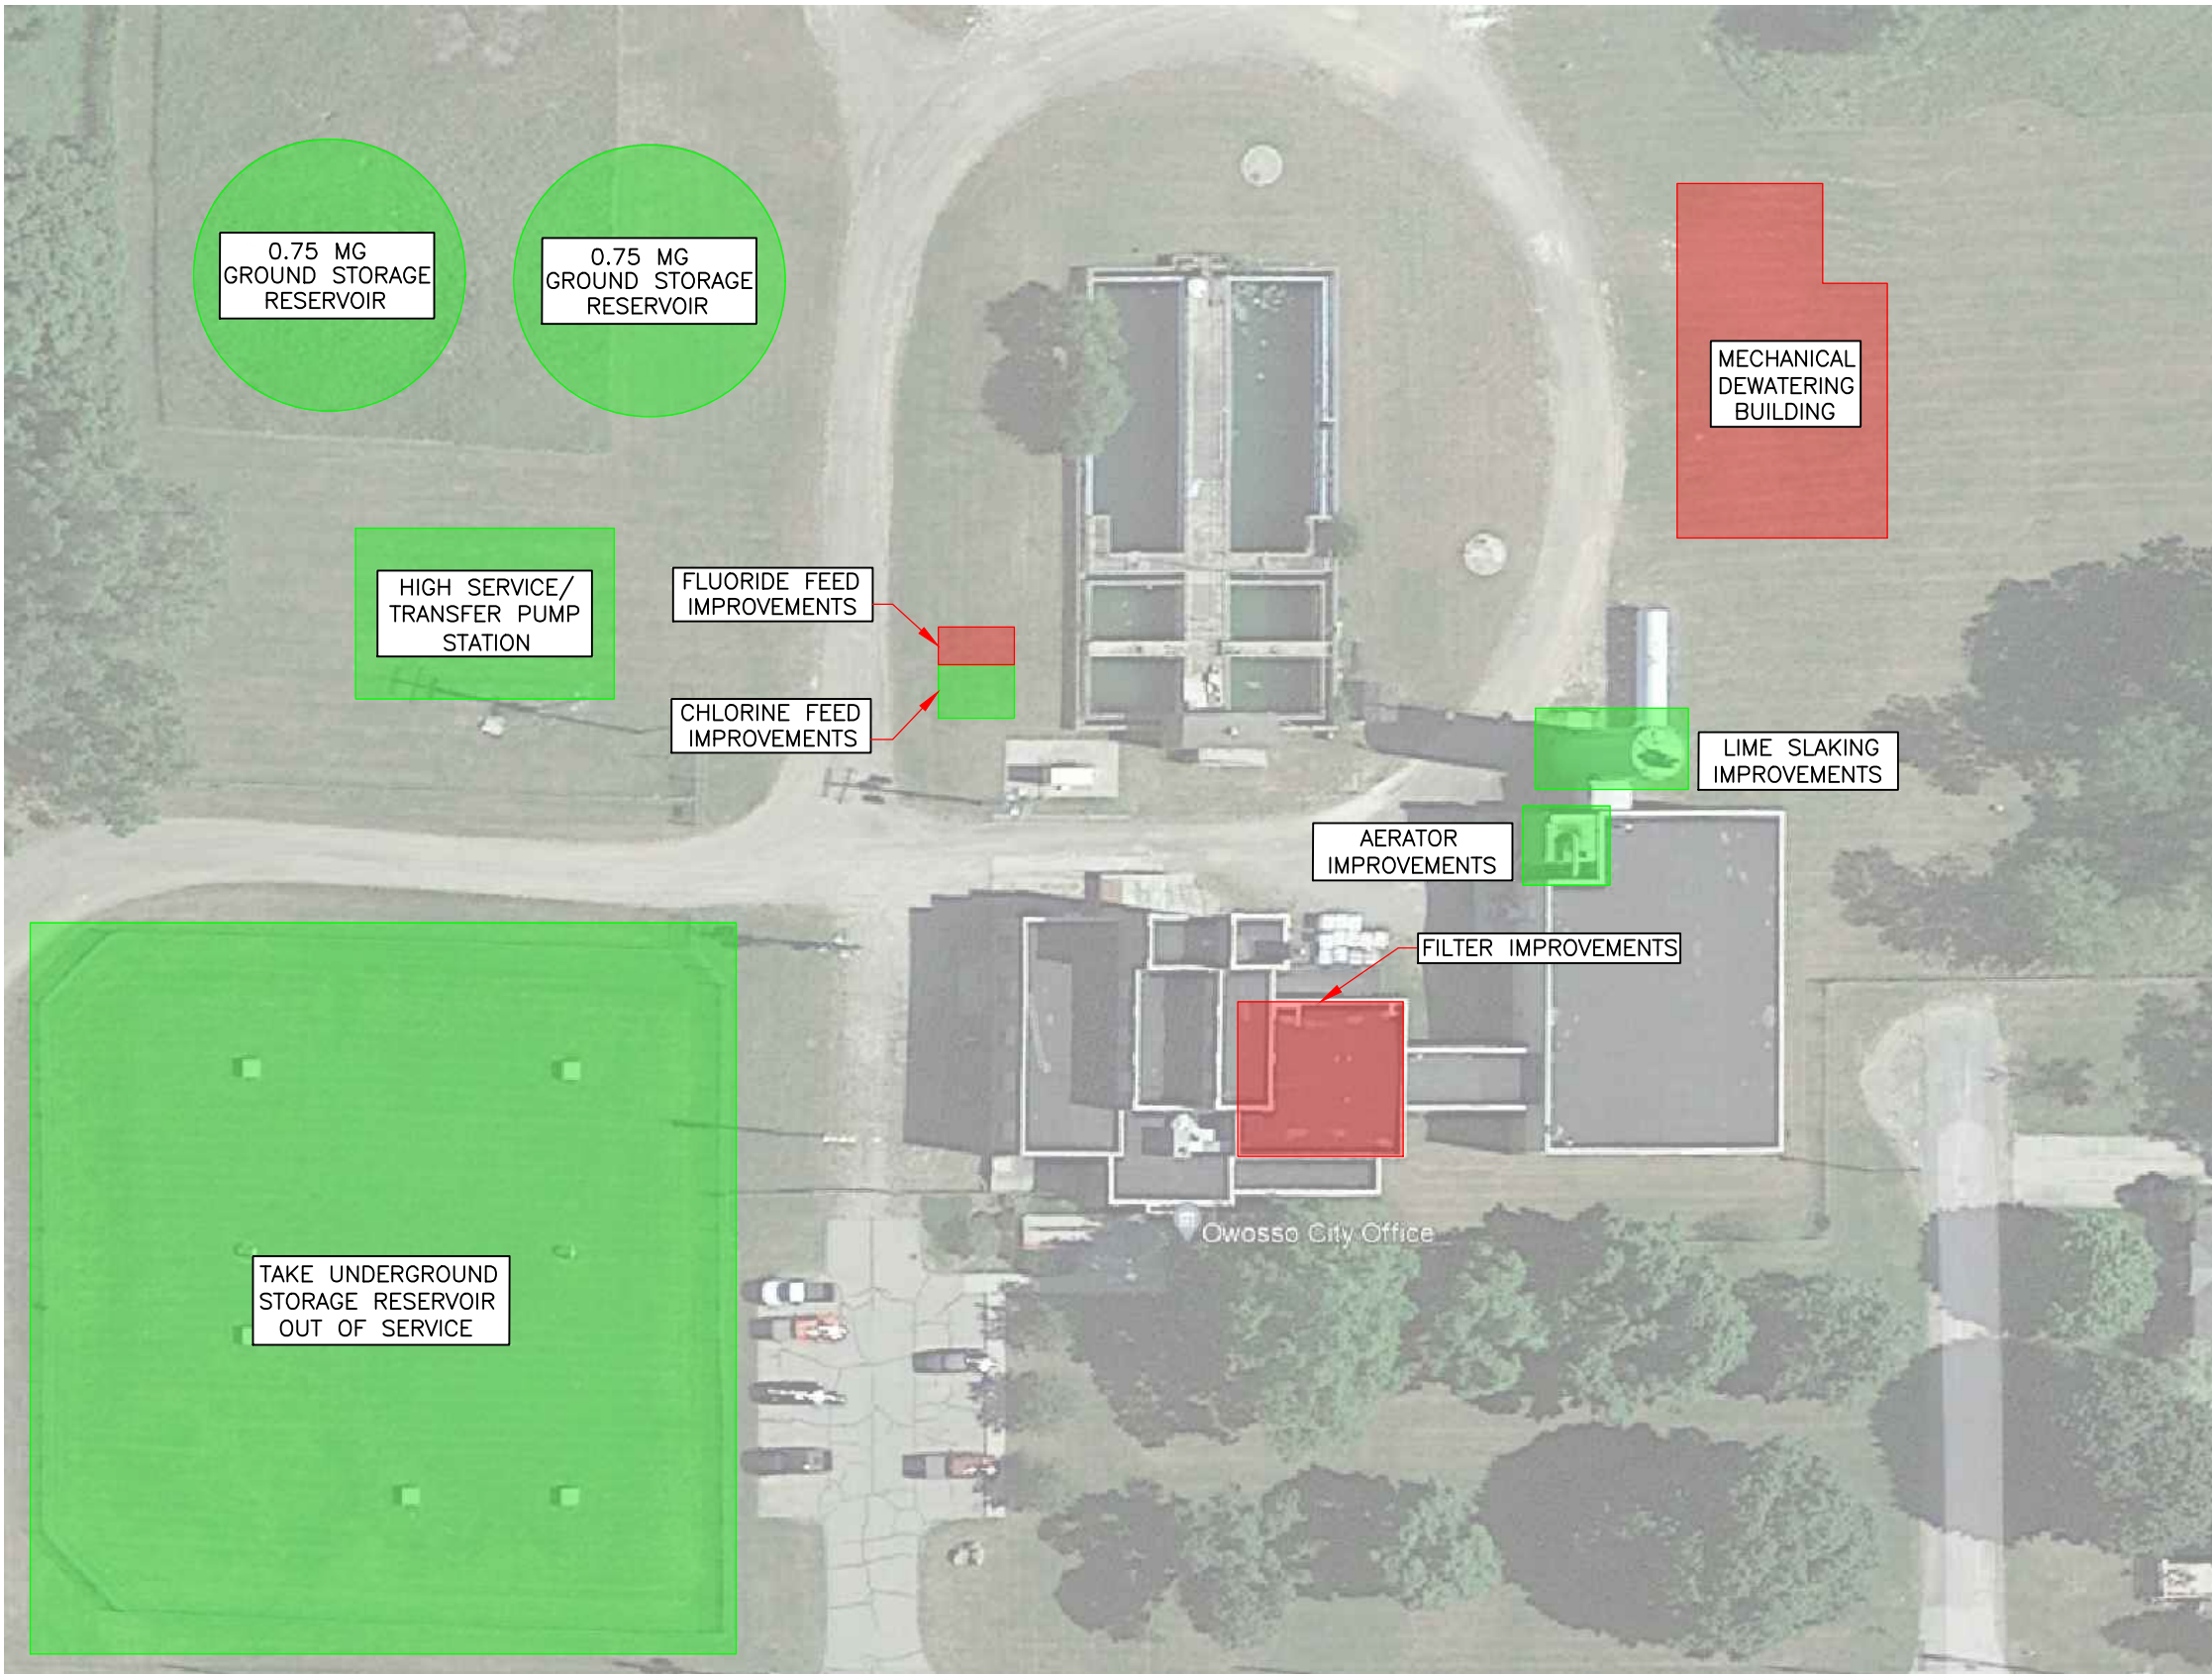 0.75 MG
GROUND STORAGE
RESERVOIR
0.75 MG
GROUND STORAGE
RESERVOIR
MECHANICAL
DEWATERING
BUILDING
HIGH SERVICE/
TRANSFER PUMP
STATION
FLUORIDE FEED
IMPROVEMENTS
CHLORINE FEED
IMPROVEMENTS
LIME SLAKING
IMPROVEMENTS
AERATOR
IMPROVEMENTS
FILTER IMPROVEMENTS
Owosso City Office
TAKE UNDERGROUND
STORAGE RESERVOIR
OUT OF SERVICE